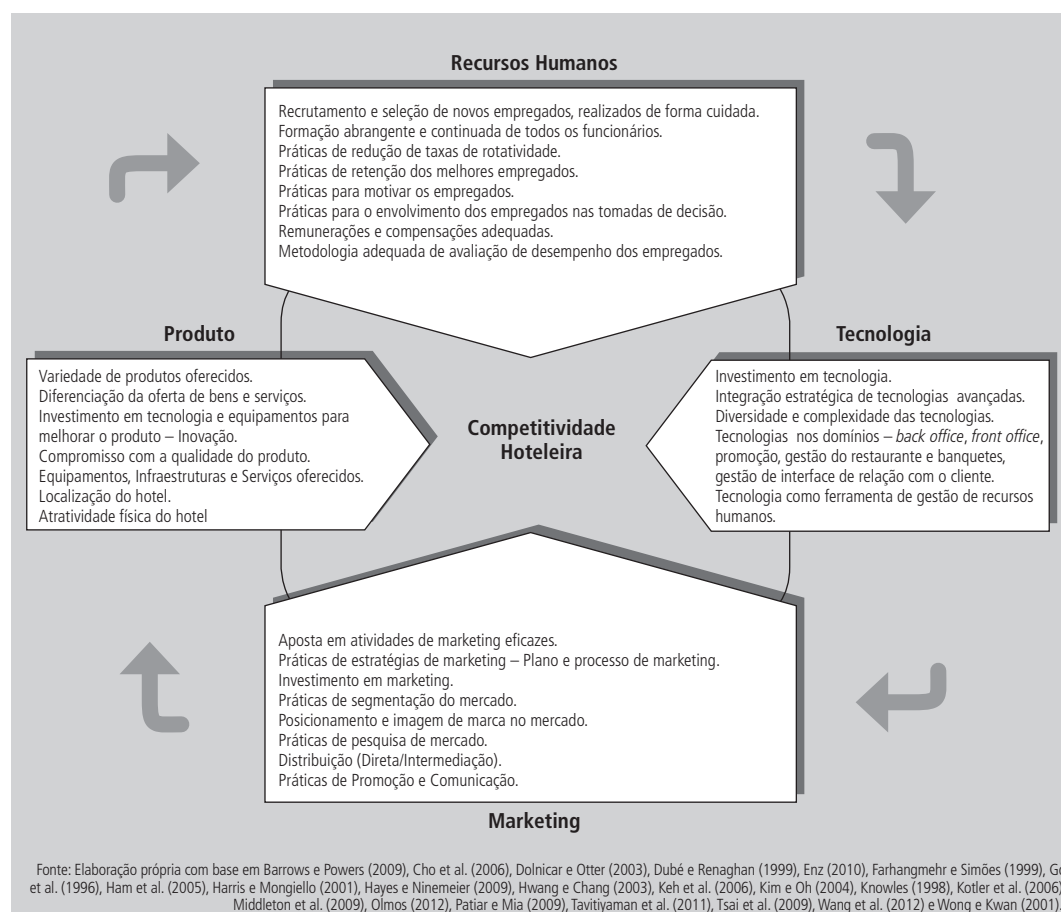 Recursos Humanos
Recrutamento e seleção de novos empregados, realizados de forma cuidada.
Formação abrangente e continuada de todos os funcionários.
Práticas de redução de taxas de rotatividade.
Práticas de retenção dos melhores empregados.
Práticas para motivar os empregados.
Práticas para o envolvimento dos empregados nas tomadas de decisão.
Remunerações e compensações adequadas.
Metodologia adequada de avaliação de desempenho dos empregados.
Produto
Variedade de produtos oferecidos.
Diferenciação da oferta de bens e serviços.
Investimento em tecnologia e equipamentos para
melhorar o produto – Inovação.
Compromisso com a qualidade do produto.
Equipamentos, Infraestruturas e Serviços oferecidos.
Localização do hotel.
Atratividade física do hotel
Competitividade
Hoteleira
Tecnologia
Investimento em tecnologia.
Integração estratégica de tecnologias avançadas.
Diversidade e complexidade das tecnologias.
Tecnologias nos domínios – back office, front office,
promoção, gestão do restaurante e banquetes,
gestão de interface de relação com o cliente.
Tecnologia como ferramenta de gestão de recursos
humanos.
Aposta em atividades de marketing eficazes.
Práticas de estratégias de marketing – Plano e processo de marketing.
Investimento em marketing.
Práticas de segmentação do mercado.
Posicionamento e imagem de marca no mercado.
Práticas de pesquisa de mercado.
Distribuição (Direta/Intermediação).
Práticas de Promoção e Comunicação.
Marketing
Fonte: Elaboração própria com base em Barrows e Powers (2009), Cho et al. (2006), Dolnicar e Otter (2003), Dubé e Renaghan (1999), Enz (2010), Farhangmehr e Simões (1999),
et al. (1996), Ham et al. (2005), Harris e Mongiello (2001), Hayes e Ninemeier (2009), Hwang e Chang (2003), Keh et al. (2006), Kim e Oh (2004), Knowles (1998), Kotler et al. (2006)
Middleton et al. (2009), Olmos (2012), Patiar e Mia (2009), Tavitiyaman et al. (2011), Tsai et al. (2009), Wang et al. (2012) e Wong e Kwan (2001).